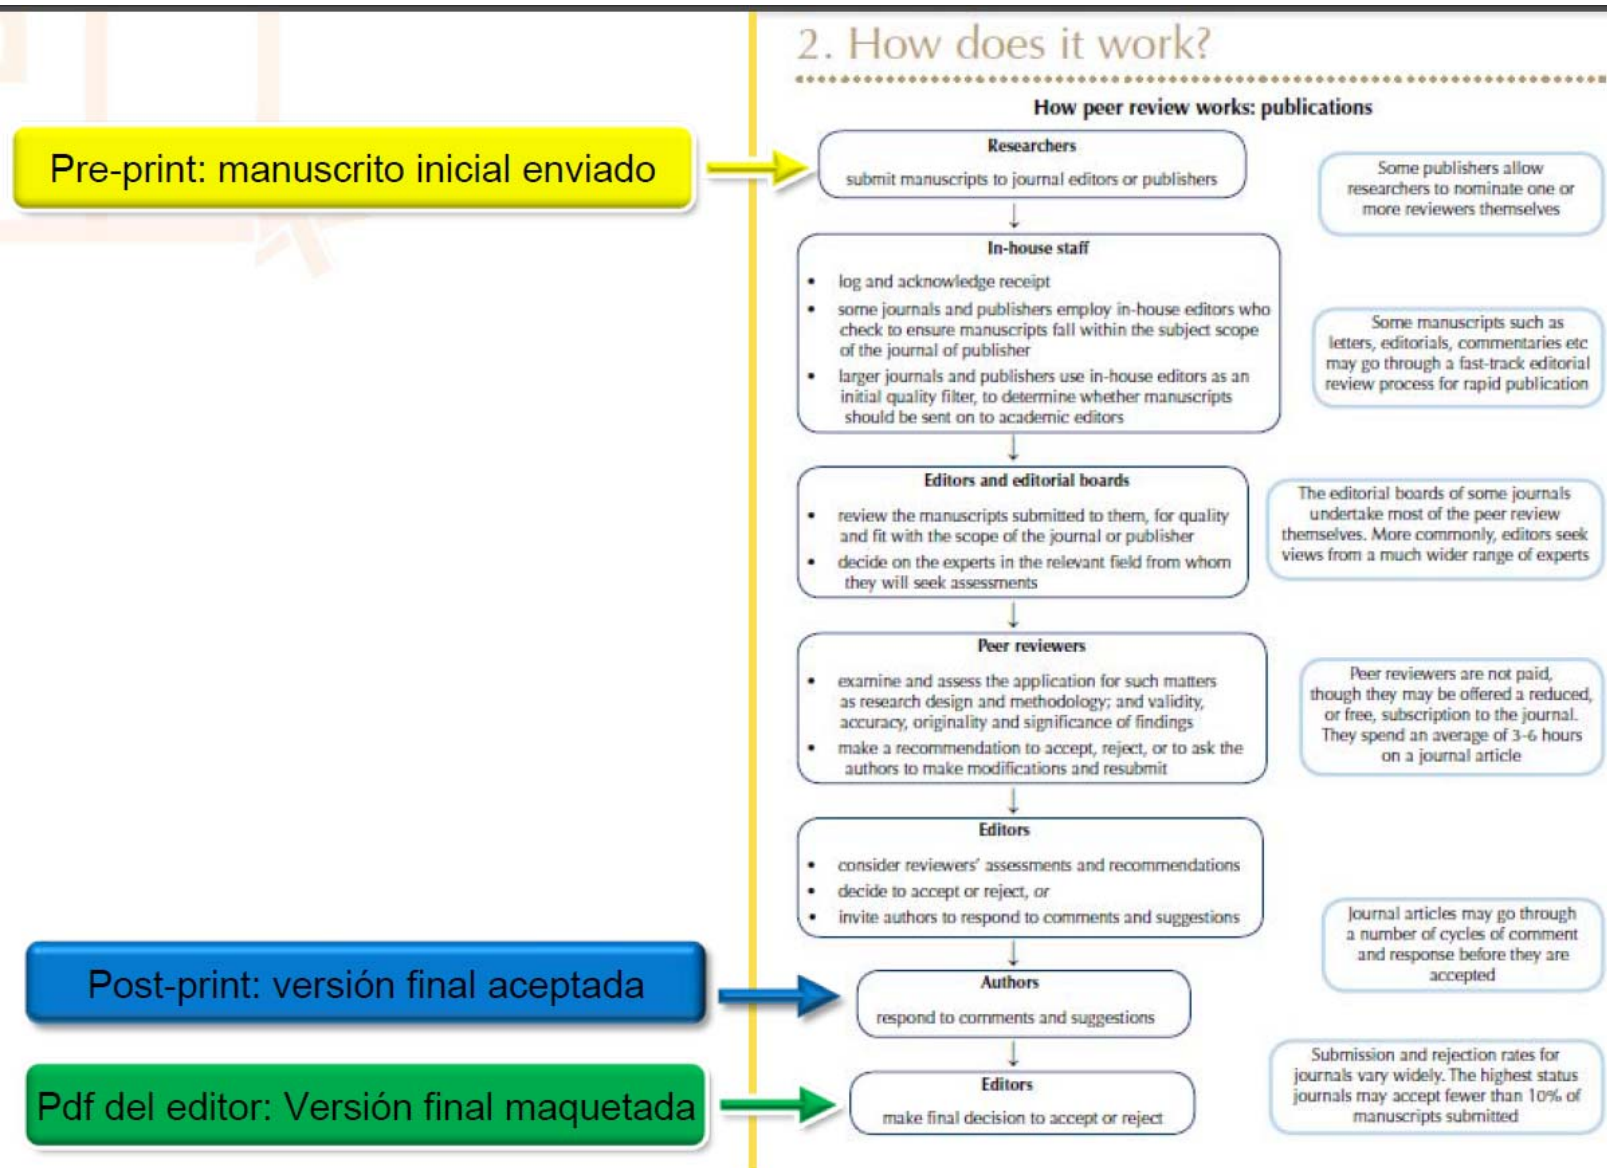 2. How does it work?
How peer review works: publications
Pre-print: manuscrito inicial enviado
Researchers
submit manuscripts to journal editors or publishers
Some publishers allow
researchers to nominate one or
more reviewers themselves
In-house staff
• log and acknowledge receipt
• some journals and publishers employ in-house editors who
check to ensure manuscripts fall within the subject scope
of the journal of publisher
• larger journals and publishers use in-house editors as an
initial quality filter, to determine whether manuscripts
should be sent on to academic editors
Some manuscripts such as
letters, editorials, commentaries etc
may go through a fast-track editorial
review process for rapid publication
Editors and editorial boards
• review the manuscripts submitted to them, for quality
and fit with the scope of the journal or publisher
• decide on the experts in the relevant field from whom
they will seek assessments
The editorial boards of some journals
undertake most of the peer review
themselves. More commonly, editors seek
views from a much wider range of experts
Peer reviewers
• examine and assess the application for such matters
as research design and methodology; and validity,
accuracy, originality and significance of findings
• make a recommendation to accept, reject, or to ask the
authors to make modifications and resubmit
Peer reviewers are not paid,
though they may be offered a reduced,
or free, subscription to the journal.
They spend an average of 3-6 hours
on a journal article
Editors
• consider reviewers' assessments and recommendations
• decide to accept or reject, or
• invite authors to respond to comments and suggestions
Journal articles may go through
a number of cycles of comment
and response before they are
accepted
Post-print: versión final aceptada
Authors
respond to comments and suggestions
Pdf del editor: Versión final maquetada
Editors
make final decision to accept or reject
Submission and rejection rates for
journals vary widely. The highest status
journals may accept fewer than 10% of
manuscripts submitted